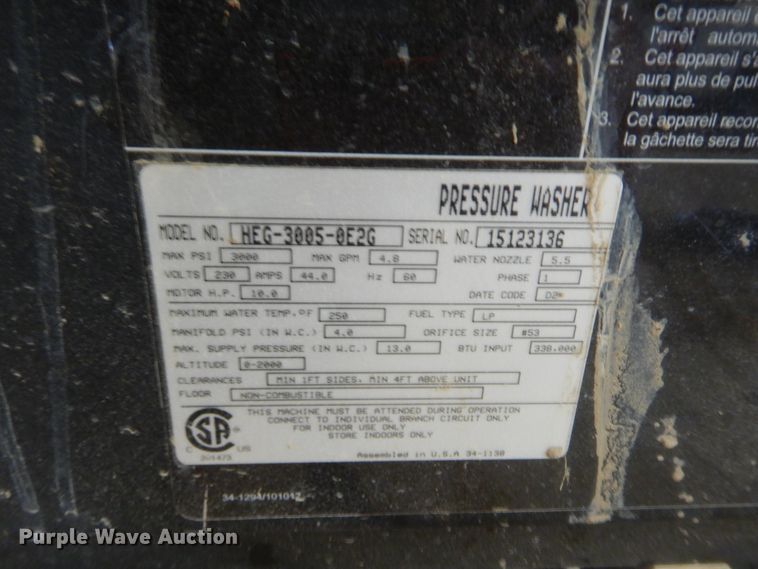 1. Cet appareil
l'arrêt autom
2. Cet appareil s'a
aura plus de pui
l'avance.
3. Cet appareil recon
la gâchette sera tir
PRESSURE WASHER
MODEL NO. HEG-3005-0E2G SERIAL NO. 15123136
MAX PSI 3000 MAX GPM 4.8 WATER NOZZLE 5.5
VOLTS 230 AMPS 44.0 Hz 60 PHASE 1
MOTOR H.P. 10.0 DATE CODE
MAXIMUM WATER TEMP.OF 250 FUEL TYPE LP
MANIFOLD PSI (IN W.C.) 4.0 ORIFICE SIZE #53
MAX. SUPPLY PRESSURE (IN W.C.) 13.0 BTU INPUT 338.000
ALTITUDE 0-2000
CLEARANCES MIN 1FT SIDES, MIN 4FT ABOVE UNIT
FLOOR NON-COMBUSTIBLE
THIS MACHINE MUST BE ATTENDED DURING OPERATION
CONNECT TO INDIVIDUAL BRANCH CIRCUIT ONLY
FOR INDOOR USE ONLY
STORE INDOORS ONLY
C SA US
Assembled in U.S.A 34-1130
34-1294/101012
Purple Wave Auction